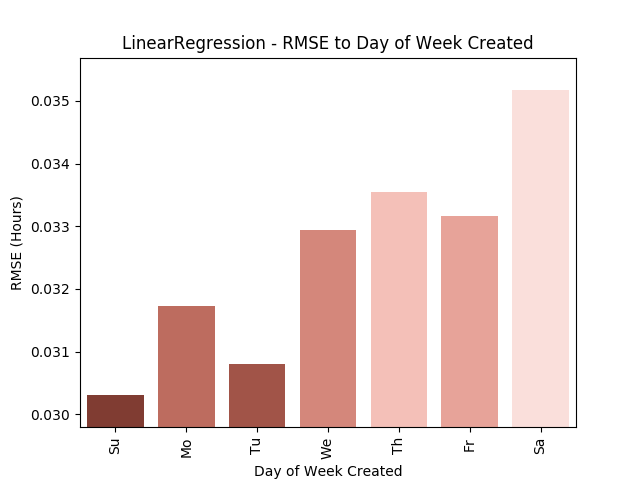 LinearRegression - RMSE to Day of Week Created
0.035
0.034
0.033
0.032
0.031
0.030
RMSE (Hours)
Su
Mo
Tu
We
Th
Fr
Sa
Day of Week Created